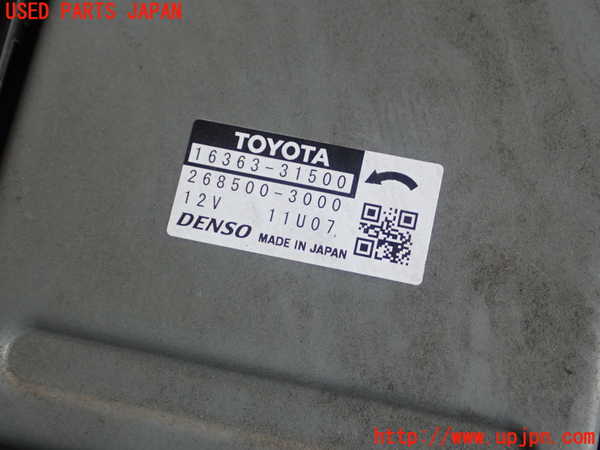 USED PARTS JAPAN
TOYOTA
16363-31500
268500-3000
12V 11U07
DENSO MADE IN JAPAN
http://www.upjpn.com